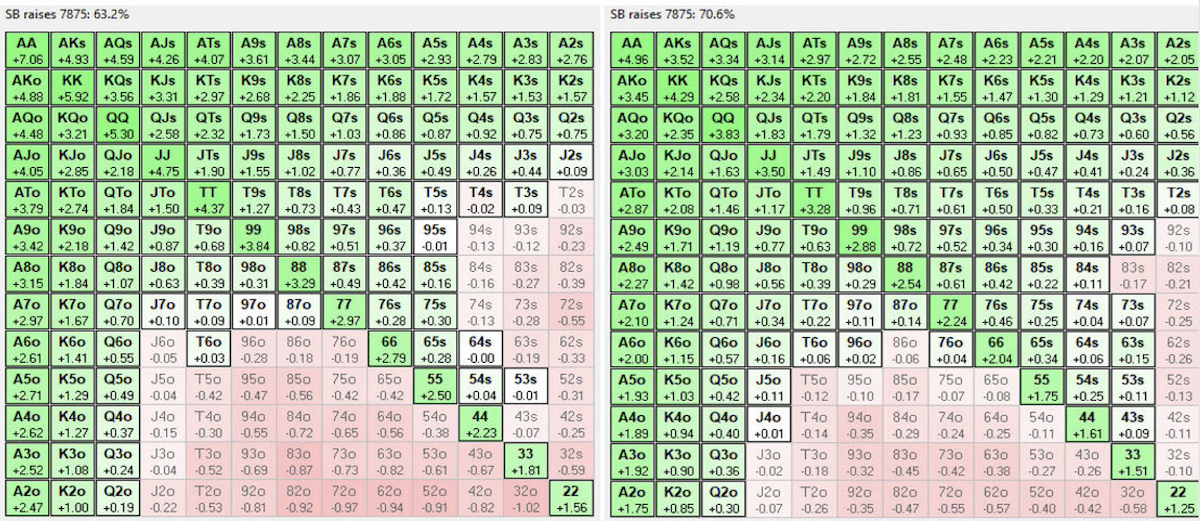 SB raises 7875: 63.2%
AA AKs AQs AJs ATs A9s A8s A7s A6s A5s A4s A3s A2s
+7.06 +4.93 +4.59 +4.26 +4.07 +3.61 +3.44 +3.07 +3.05 +2.93 +2.79 +2.83 +2.76
AKo KK KQs KJs KTs K9s K8s K7s K6s K5s K4s K3s K2s
+4.88 +5.92 +3.56 +3.31 +2.97 +2.68 +2.25 +1.86 +1.88 +1.72 +1.57 +1.53 +1.57
AQo KQo QQ QJs QTs Q9s Q8s Q7s Q6s Q5s Q4s Q3s Q2s
+4.48 +3.21 +5.30 +2.58 +2.32 +1.73 +1.50 +1.03 +0.86 +0.87 +0.92 +0.75 +0.75
AJo KJo QJo JJ JTs J9s J8s J7s J6s J5s J4s J3s J2s
+4.05 +2.85 +2.18 +4.75 +1.90 +1.55 +1.02 +0.77 +0.36 +0.49 +0.26 +0.44 +0.09
ATo KTo QTo JTo TT T9s T8s T7s T6s T5s T4s T3s T2s
+3.79 +2.74 +1.84 +1.50 +4.37 +1.27 +0.73 +0.43 +0.47 +0.13 -0.02 +0.09 -0.03
A9o K9o Q9o J9o T9o 99 98s 97s 96s 95s 94s 93s 92s
+3.42 +2.18 +1.42 +0.87 +0.68 +3.84 +0.82 +0.51 +0.37 -0.01 -0.13 -0.12 -0.23
A8o K8o Q8o J8o T8o 98o 88 87s 86s 85s 84s 83s 82s
+3.15 +1.84 +1.07 +0.63 +0.39 +0.31 +3.29 +0.49 +0.42 +0.16 -0.16 -0.27 -0.39
A7o K7o Q7o J7o T7o 97o 87o 77 76s 75s 74s 73s 72s
+2.97 +1.67 +0.70 +0.10 +0.09 +0.01 +0.09 +2.97 +0.28 +0.30 -0.13 -0.28 -0.55
A6o K6o Q6o J6o T6o 96o 86o 76o 66 65s 64s 63s 62s
+2.61 +1.41 +0.55 -0.05 +0.03 -0.28 -0.18 -0.19 +2.79 +0.28 -0.00 -0.19 -0.33
A5o K5o Q5o J5o T5o 95o 85o 75o 65o 55 54s 53s 52s
+2.71 +1.29 +0.49 -0.04 -0.42 -0.47 -0.56 -0.42 -0.42 +2.50 +0.04 -0.01 -0.31
A4o K4o Q4o J4o T4o 94o 84o 74o 64o 54o 44 43s 42s
+2.62 +1.27 +0.37 -0.15 -0.30 -0.55 -0.72 -0.65 -0.56 -0.38 +2.23 -0.07 -0.25
A3o K3o Q3o J3o T3o 93o 83o 73o 63o 53o 43o 33 32s
+2.52 +1.08 +0.24 -0.04 -0.52 -0.69 -0.87 -0.73 -0.82 -0.61 -0.67 +1.81 -0.59
A2o K2o Q2o J2o T2o 92o 82o 72o 62o 52o 42o 32o 22
+2.47 +1.00 +0.19 -0.22 -0.53 -0.81 -0.92 -0.97 -0.94 -0.91 -0.82 -1.02 +1.56
SB raises 7875: 70.6%
AA AKs AQs AJs ATs A9s A8s A7s A6s A5s A4s A3s A2s
+4.96 +3.52 +3.34 +3.14 +2.97 +2.72 +2.55 +2.48 +2.23 +2.21 +2.20 +2.07 +2.05
AKo KK KQs KJs KTs K9s K8s K7s K6s K5s K4s K3s K2s
+3.45 +4.29 +2.58 +2.34 +2.20 +1.84 +1.81 +1.55 +1.47 +1.30 +1.29 +1.21 +1.12
AQo KQo QQ QJs QTs Q9s Q8s Q7s Q6s Q5s Q4s Q3s Q2s
+3.20 +2.35 +3.83 +1.83 +1.79 +1.32 +1.23 +0.93 +0.85 +0.82 +0.73 +0.60 +0.56
AJo KJo QJo JJ JTs J9s J8s J7s J6s J5s J4s J3s J2s
+3.03 +2.14 +1.63 +3.50 +1.49 +1.10 +0.86 +0.65 +0.50 +0.47 +0.41 +0.24 +0.36
ATo KTo QTo JTo TT T9s T8s T7s T6s T5s T4s T3s T2s
+2.87 +2.08 +1.46 +1.17 +3.28 +0.96 +0.71 +0.61 +0.50 +0.33 +0.21 +0.16 +0.08
A9o K9o Q9o J9o T9o 99 98s 97s 96s 95s 94s 93s 92s
+2.49 +1.71 +1.19 +0.77 +0.63 +2.88 +0.72 +0.52 +0.34 +0.30 +0.16 +0.07 -0.10
A8o K8o Q8o J8o T8o 98o 88 87s 86s 85s 84s 83s 82s
+2.27 +1.42 +0.98 +0.56 +0.39 +0.29 +2.54 +0.61 +0.42 +0.22 +0.11 -0.17 -0.21
A7o K7o Q7o J7o T7o 97o 87o 77 76s 75s 74s 73s 72s
+2.10 +1.24 +0.71 +0.34 +0.22 +0.11 +0.14 +2.24 +0.46 +0.25 +0.04 +0.07 -0.25
A6o K6o Q6o J6o T6o 96o 86o 76o 66 65s 64s 63s 62s
+2.00 +1.15 +0.57 +0.16 +0.06 +0.02 -0.06 +0.04 +2.04 +0.34 +0.06 +0.15 -0.26
A5o K5o Q5o J5o T5o 95o 85o 75o 65o 55 54s 53s 52s
+1.93 +1.03 +0.42 +0.11 -0.12 -0.10 -0.17 -0.07 -0.08 +1.75 +0.25 +0.11 -0.13
A4o K4o Q4o J4o T4o 94o 84o 74o 64o 54o 44 43s 42s
+1.89 +0.94 +0.40 +0.01 -0.14 -0.35 -0.29 -0.24 -0.25 -0.11 +1.61 +0.09 -0.11
A3o K3o Q3o J3o T3o 93o 83o 73o 63o 53o 43o 33 32s
+1.92 +0.90 +0.36 -0.02 -0.18 -0.32 -0.45 -0.42 -0.38 -0.27 -0.26 +1.51 -0.10
A2o K2o Q2o J2o T2o 92o 82o 72o 62o 52o 42o 32o 22
+1.75 +0.85 +0.30 -0.07 -0.26 -0.35 -0.47 -0.55 -0.57 -0.40 -0.42 -0.58 +1.25